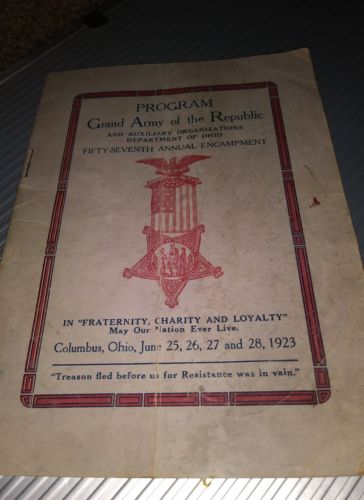 PROGRAM
Grand Army of the Republic
AND AUXILIARY ORGANIZATIONS
DEPARTMENT OF OHIO
FIFTY-SEVENTH ANNUAL ENCAMPMENT
IN "FRATERNITY, CHARITY AND LOYALTY"
May Our Nation Ever Live.
Columbus, Ohio, June 25, 26, 27 and 28, 1923
"Treason fled before us for Resistance was in vain."